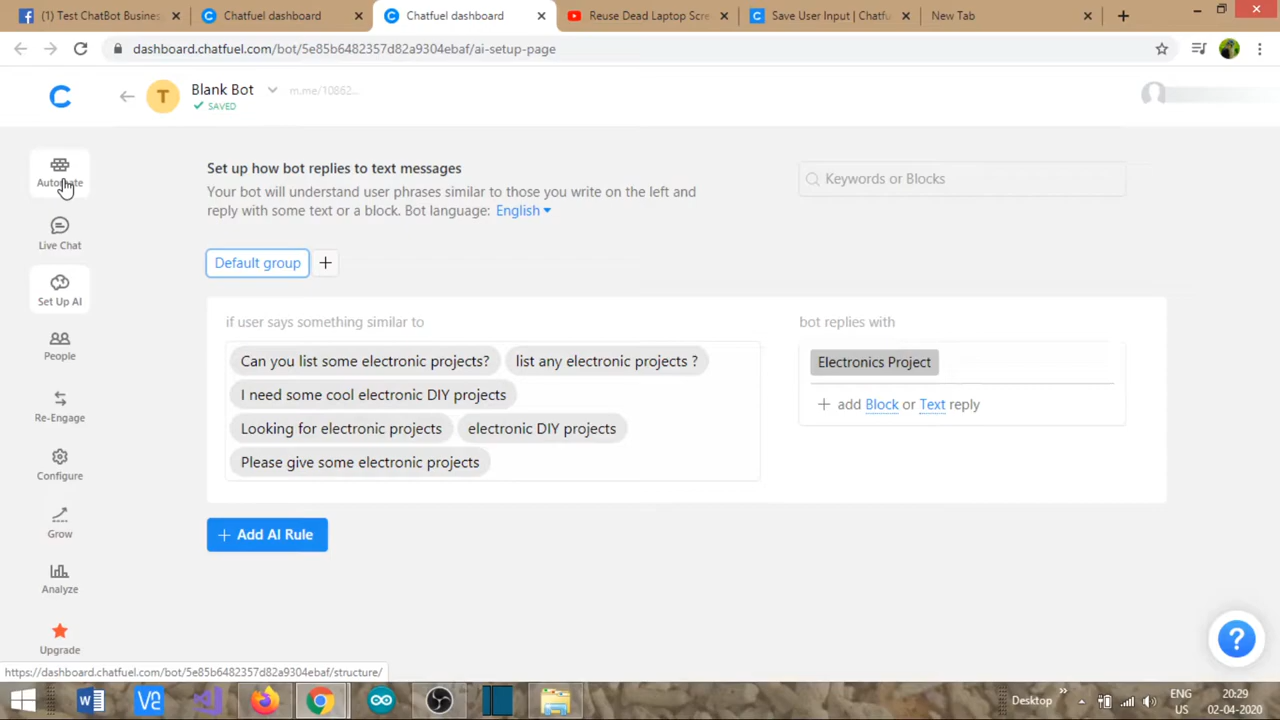 (1) Test ChatBot Busines
Chatfuel dashboard
Chatfuel dashboard
Reuse Dead Laptop Scre
Save User Input | Chatfu
New Tab
dashboard.chatfuel.com/bot/5e85b6482357d82a9304ebaf/ai-setup-page
T
Blank Bot
m.me/10862...
SAVED
Automate
Live Chat
Set Up AI
People
Re-Engage
Configure
Grow
Analyze
Upgrade
Set up how bot replies to text messages
Your bot will understand user phrases similar to those you write on the left and
reply with some text or a block. Bot language: English
Keywords or Blocks
Default group
if user says something similar to
bot replies with
Can you list some electronic projects?
list any electronic projects ?
I need some cool electronic DIY projects
Looking for electronic projects
electronic DIY projects
Please give some electronic projects
Electronics Project
+ add Block or Text reply
+ Add AI Rule
?
https://dashboard.chatfuel.com/bot/5e85b6482357d82a9304ebaf/structure/
Desktop
ENG
US
20:29
02-04-2020